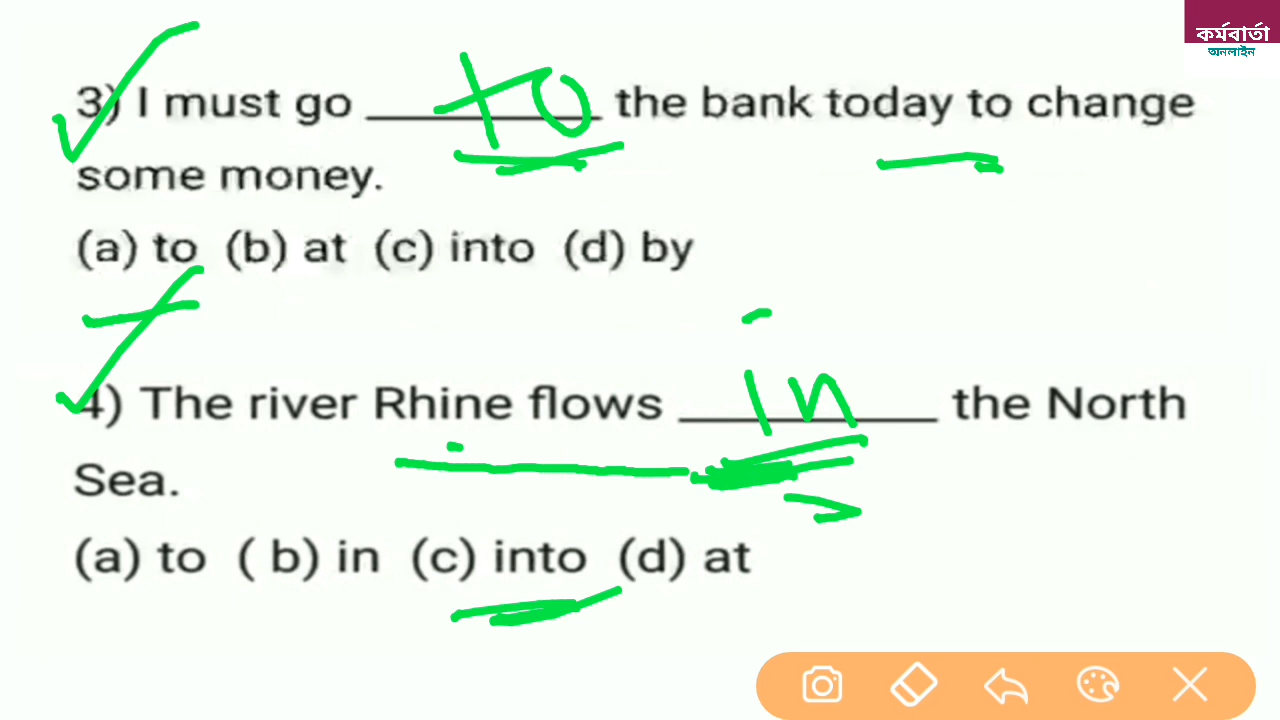 কর্মবার্তা
অনলাইন
3) I must go to the bank today to change
some money.
(a) to (b) at (c) into (d) by
4) The river Rhine flows in the North
Sea.
(a) to ( b) in (c) into (d) at